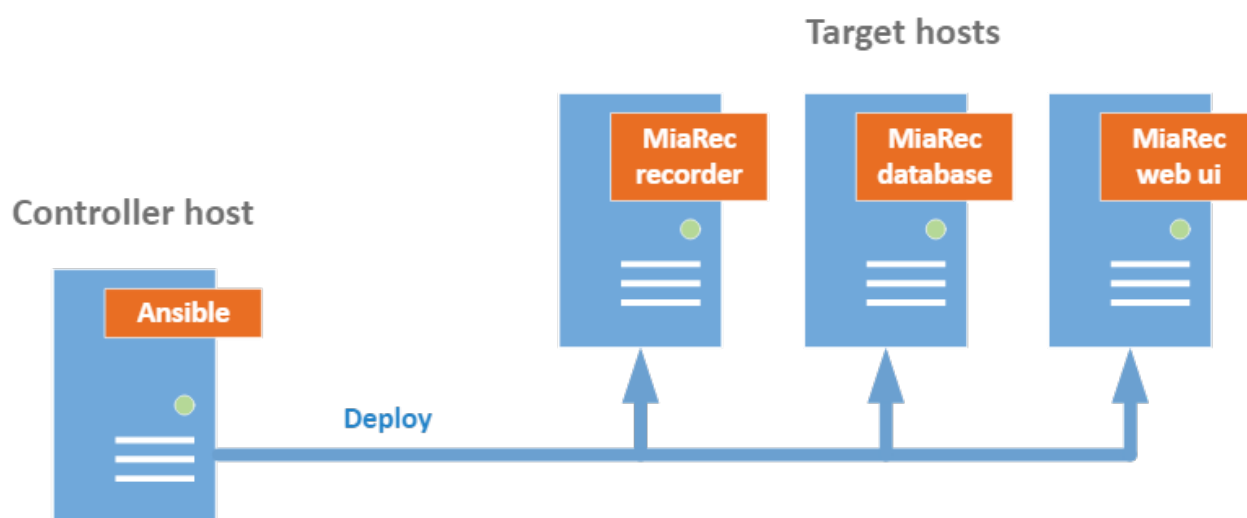 Target hosts
MiaRec
recorder
MiaRec
database
MiaRec
web ui
Controller host
Ansible
Deploy